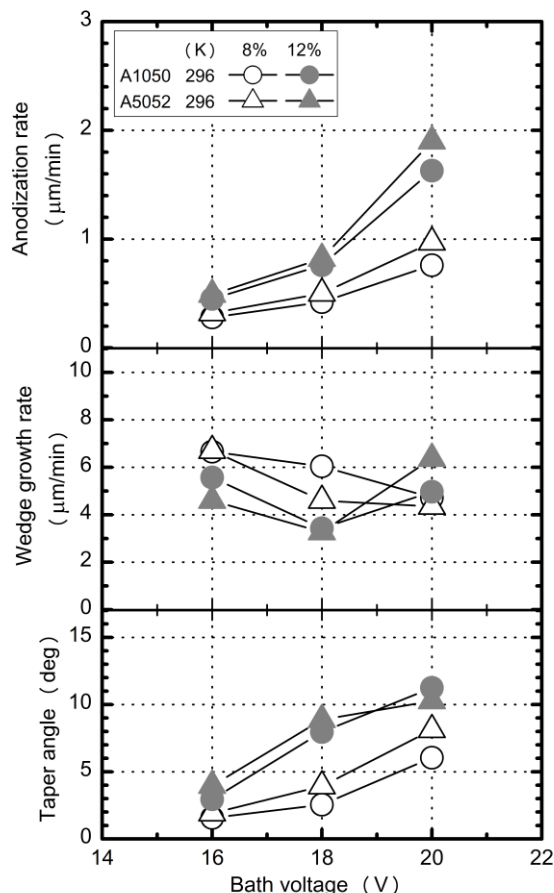 3
(K) 8% 12%
A1050 296
A5052 296
2
Anodization rate
(μm/min)
1
0
10
8
Wedge growth rate
(μm/min)
6
4
2
0
15
Taper angle (deg)
10
5
0
14 16 18 20 22
Bath voltage (V)